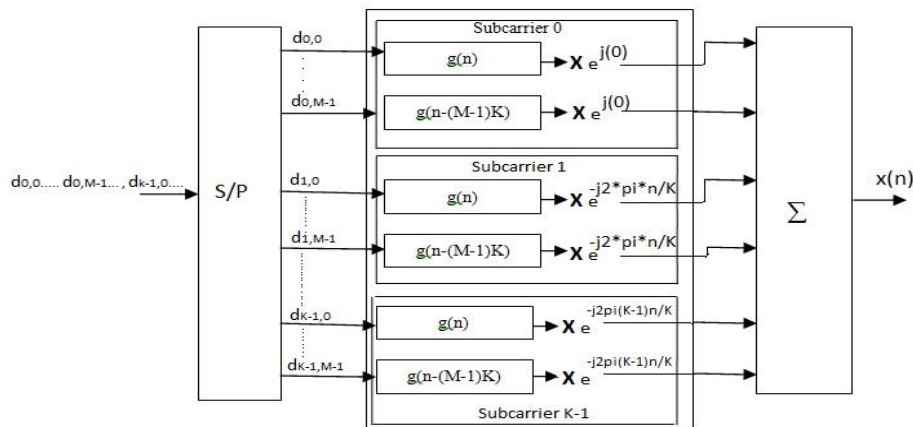 Subcarrier 0
d0,0
g(n)
X e j(0)
d0,M-1
g(n-(M-1)K)
X e j(0)
d0,0..... d0,M-1... , dk-1,0....
S/P
Subcarrier 1
d1,0
g(n)
X e -j2*pi*n/K
d1,M-1
g(n-(M-1)K)
X e -j2*pi*n/K
Σ
x(n)
dK-1,0
g(n)
X e -j2pi(K-1)n/K
dK-1,M-1
g(n-(M-1)K)
X e -j2pi(K-1)n/K
Subcarrier K-1